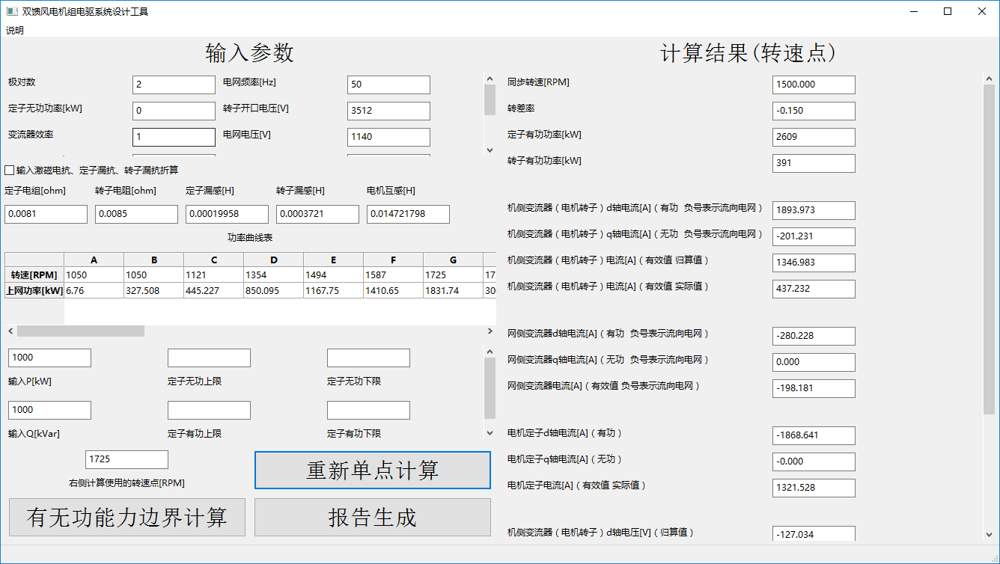 双馈风电机组电驱系统设计工具
说明
输入参数
极对数 2 电网频率[Hz] 50
定子无功功率[kW] 0 转子开口电压[V] 3512
变流器效率 1 电网电压[V] 1140
输入激磁电抗、定子漏抗、转子漏抗折算
定子电组[ohm] 转子电阻[ohm] 定子漏感[H] 转子漏感[H] 电机互感[H]
0.0081 0.0085 0.00019958 0.0003721 0.014721798
功率曲线表
A B C D E F G
转速[RPM] 1050 1050 1121 1354 1494 1587 1725 17
上网功率[kW] 6.76 327.508 445.227 850.095 1167.75 1410.65 1831.74 30
1000
输入P[kW] 定子无功上限 定子无功下限
1000
输入Q[kVar] 定子有功上限 定子有功下限
1725
右侧计算使用的转速点[RPM]
重新单点计算
有无功能力边界计算 报告生成
计算结果(转速点)
同步转速[RPM] 1500.000
转差率 -0.150
定子有功功率[kW] 2609
转子有功功率[kW] 391
机侧变流器（电机转子）d轴电流[A]（有功 负号表示流向电网） 1893.973
机侧变流器（电机转子）q轴电流[A]（无功 负号表示流向电网） -201.231
机侧变流器（电机转子）电流[A]（有效值 归算值） 1346.983
机侧变流器（电机转子）电流[A]（有效值 实际值） 437.232
网侧变流器d轴电流[A]（有功 负号表示流向电网） -280.228
网侧变流器q轴电流[A]（无功 负号表示流向电网） 0.000
网侧变流器电流[A]（有效值 负号表示流向电网） -198.181
电机定子d轴电流[A]（有功） -1868.641
电机定子q轴电流[A]（无功） -0.000
电机定子电流[A]（有效值 实际值） 1321.528
机侧变流器（电机转子）d轴电压[V]（归算值） -127.034